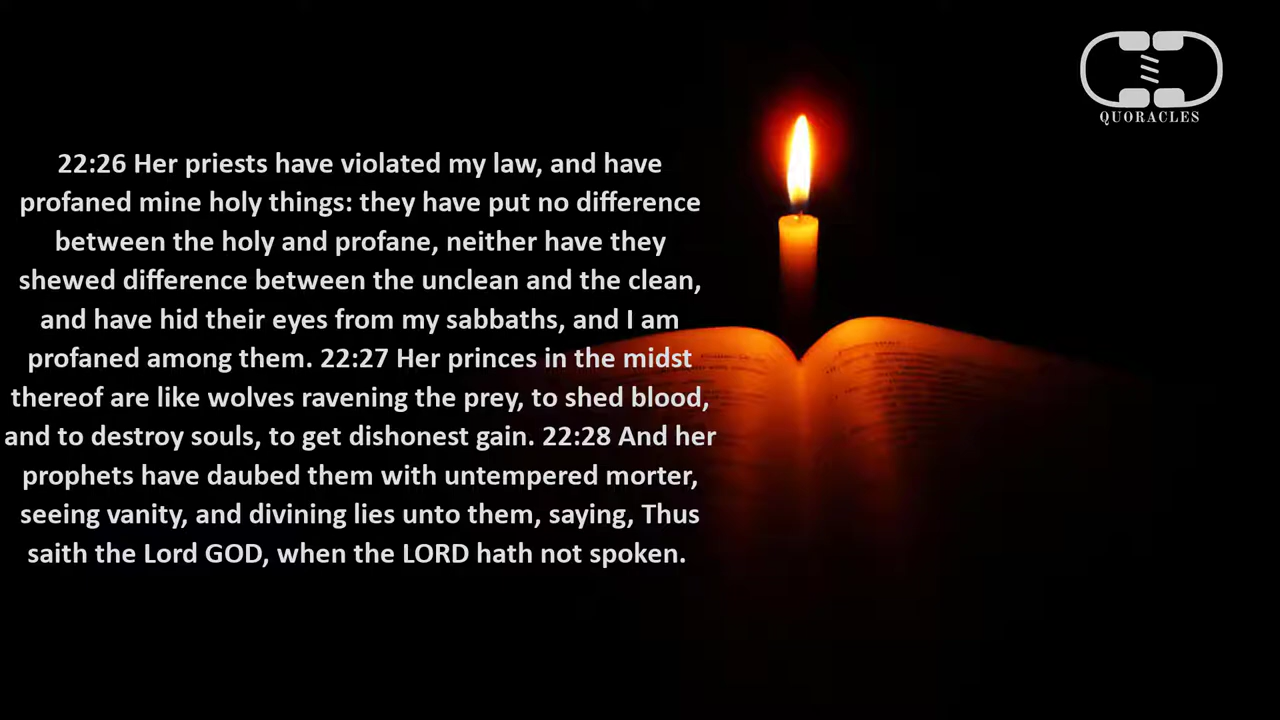 QUORACLES
22:26 Her priests have violated my law, and have
profaned mine holy things: they have put no difference
between the holy and profane, neither have they
shewed difference between the unclean and the clean,
and have hid their eyes from my sabbaths, and I am
profaned among them. 22:27 Her princes in the midst
thereof are like wolves ravening the prey, to shed blood,
and to destroy souls, to get dishonest gain. 22:28 And her
prophets have daubed them with untempered morter,
seeing vanity, and divining lies unto them, saying, Thus
saith the Lord GOD, when the LORD hath not spoken.